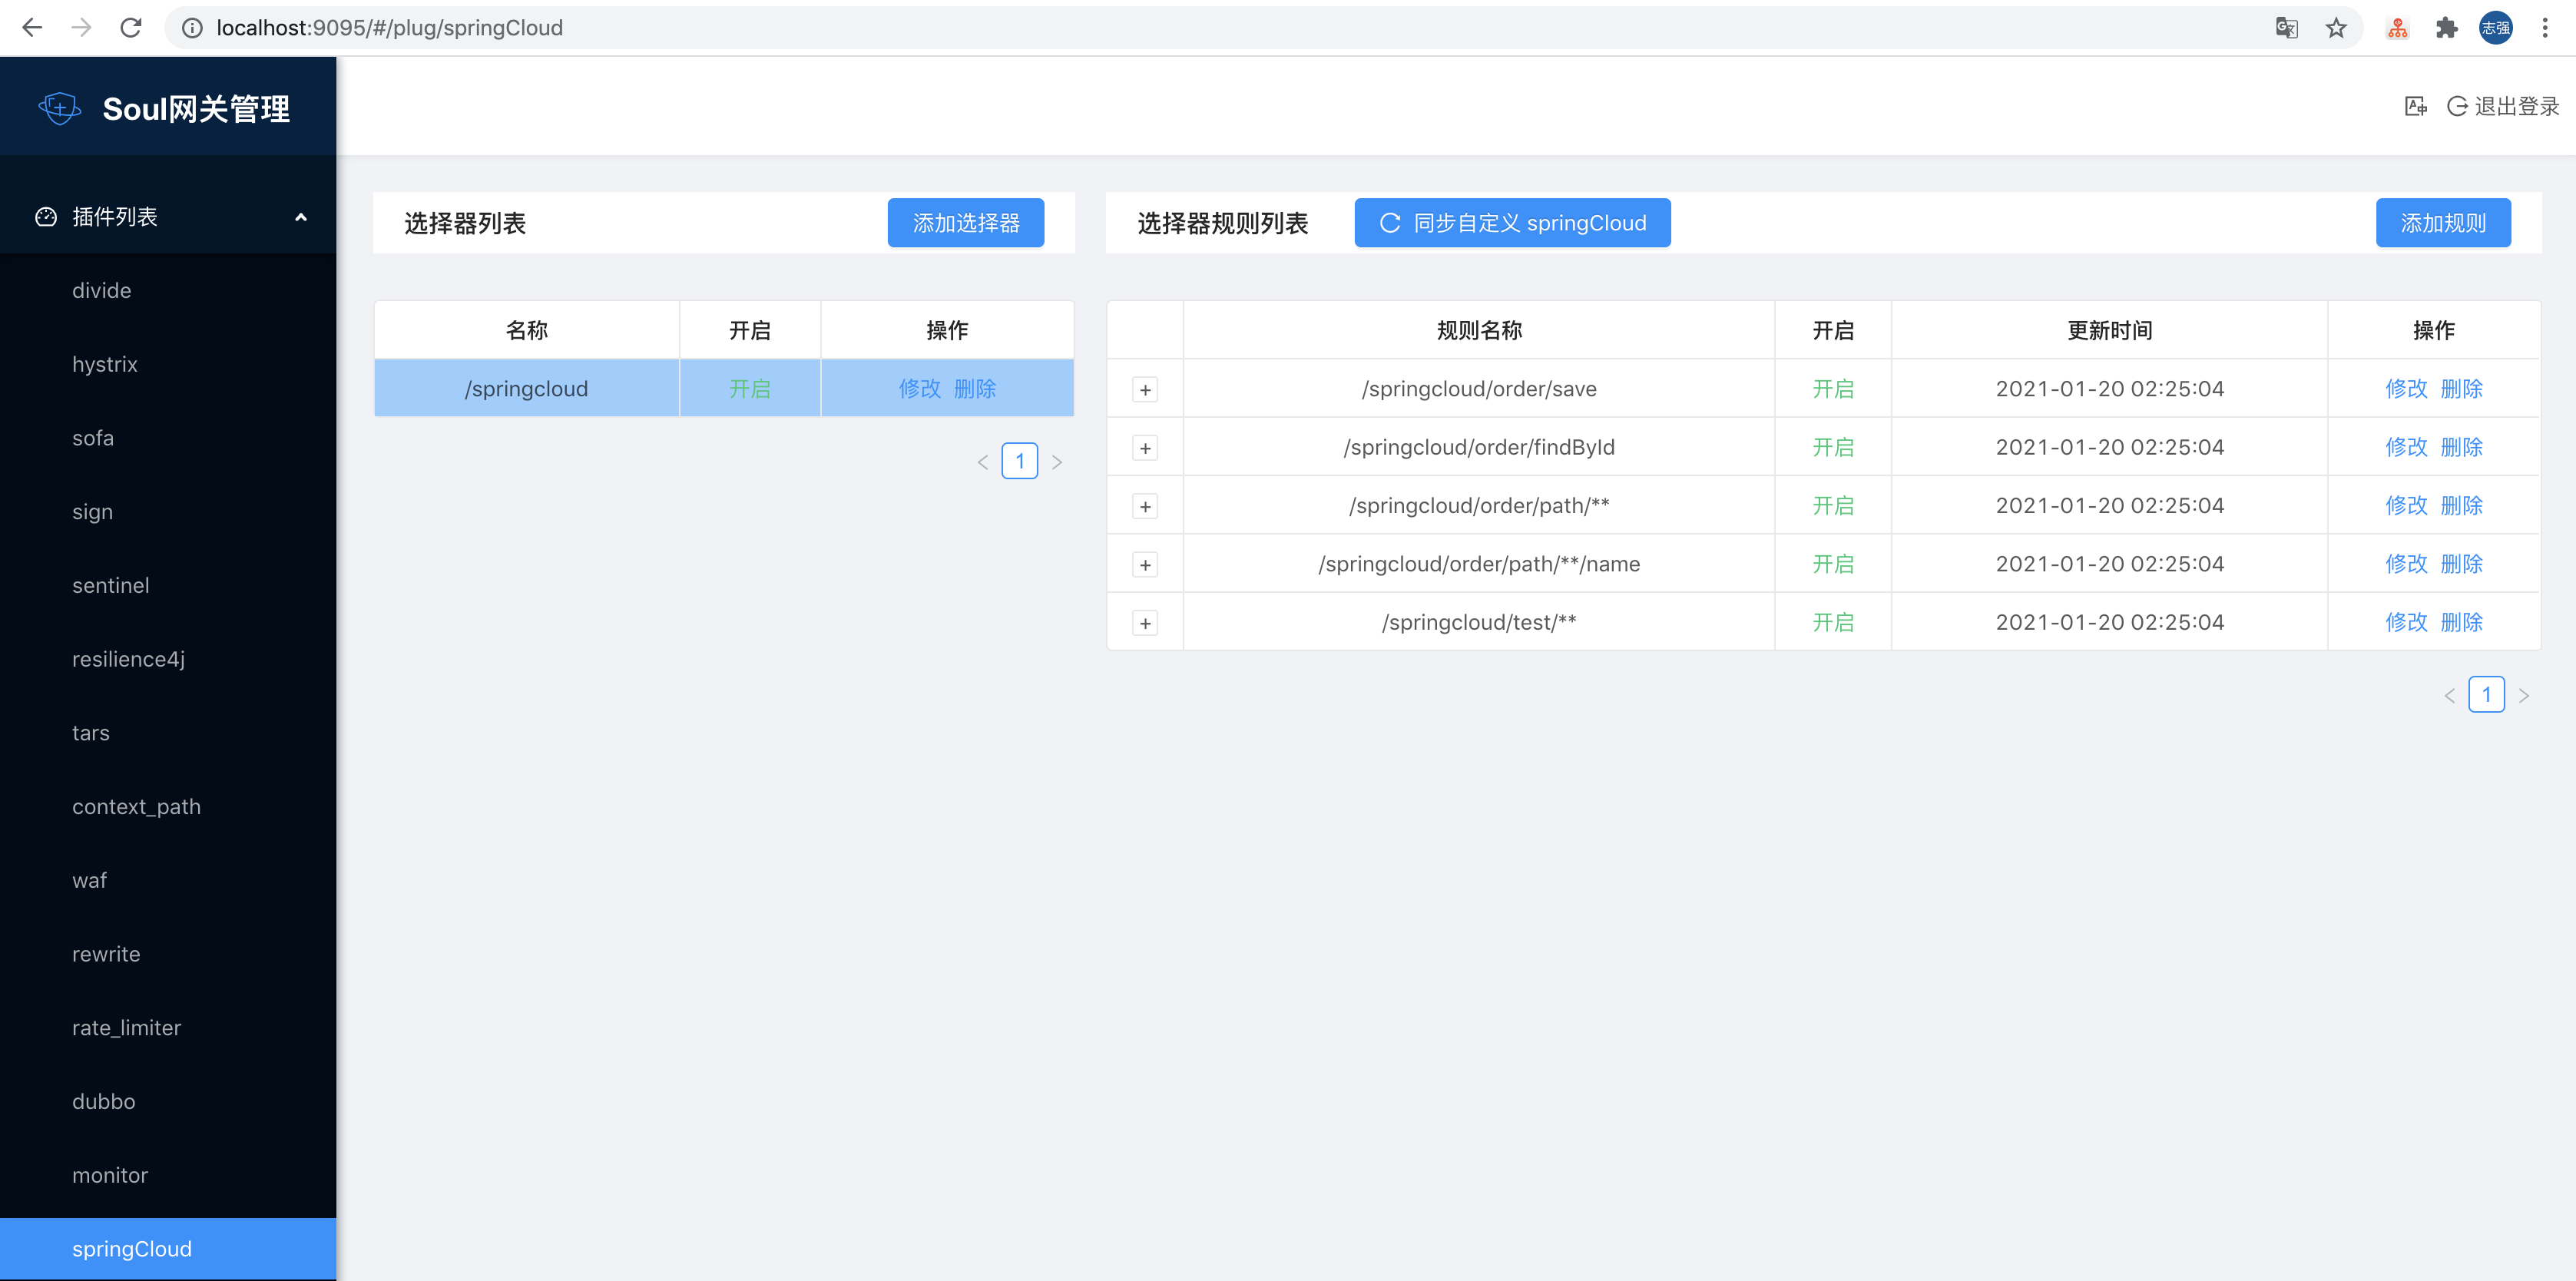 localhost:9095/#/plug/springCloud
志强
Soul网关管理
退出登录
插件列表
divide
hystrix
sofa
sign
sentinel
resilience4j
tars
context_path
waf
rewrite
rate_limiter
dubbo
monitor
springCloud
选择器列表 添加选择器
名称 开启 操作
/springcloud 开启 修改 删除
1
选择器规则列表 同步自定义 springCloud 添加规则
规则名称 开启 更新时间 操作
/springcloud/order/save 开启 2021-01-20 02:25:04 修改 删除
/springcloud/order/findById 开启 2021-01-20 02:25:04 修改 删除
/springcloud/order/path/** 开启 2021-01-20 02:25:04 修改 删除
/springcloud/order/path/**/name 开启 2021-01-20 02:25:04 修改 删除
/springcloud/test/** 开启 2021-01-20 02:25:04 修改 删除
1